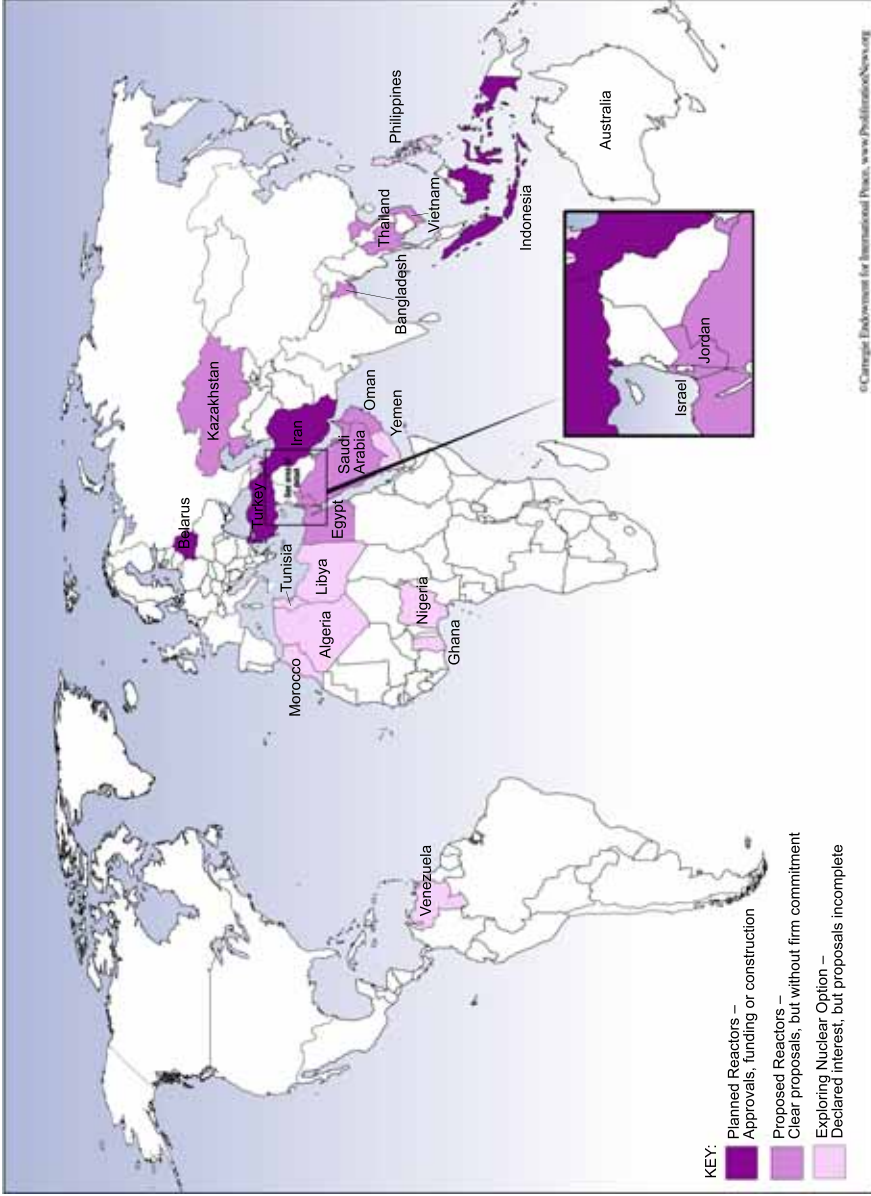 Philippines
Australia
Thailand
Vietnam
Indonesia
Bangladesh
Kazakhstan
Oman
Yemen
Iran
Saudi
Arabia
Belarus
Turkey
Egypt
Tunisia
Libya
Algeria
Nigeria
Ghana
Morocco
Venezuela
Israel
Jordan
KEY:
Planned Reactors –
Approvals, funding or construction
Proposed Reactors –
Clear proposals, but without firm commitment
Exploring Nuclear Option –
Declared interest, but proposals incomplete
©Carnegie Endowment for International Peace, www.ProliferationNews.org